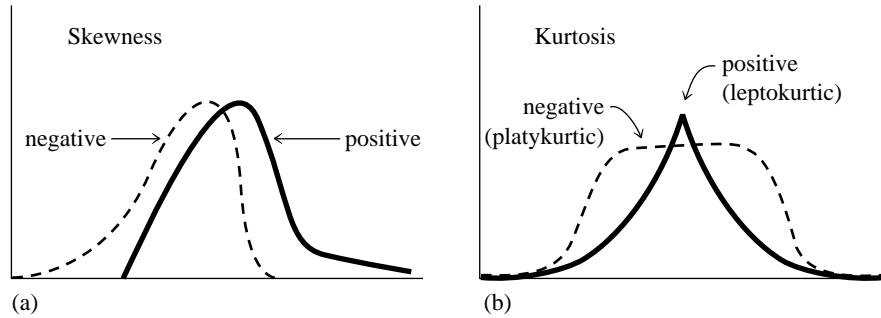 Skewness
negative
positive
(a)
Kurtosis
positive
(leptokurtic)
negative
(platykurtic)
(b)